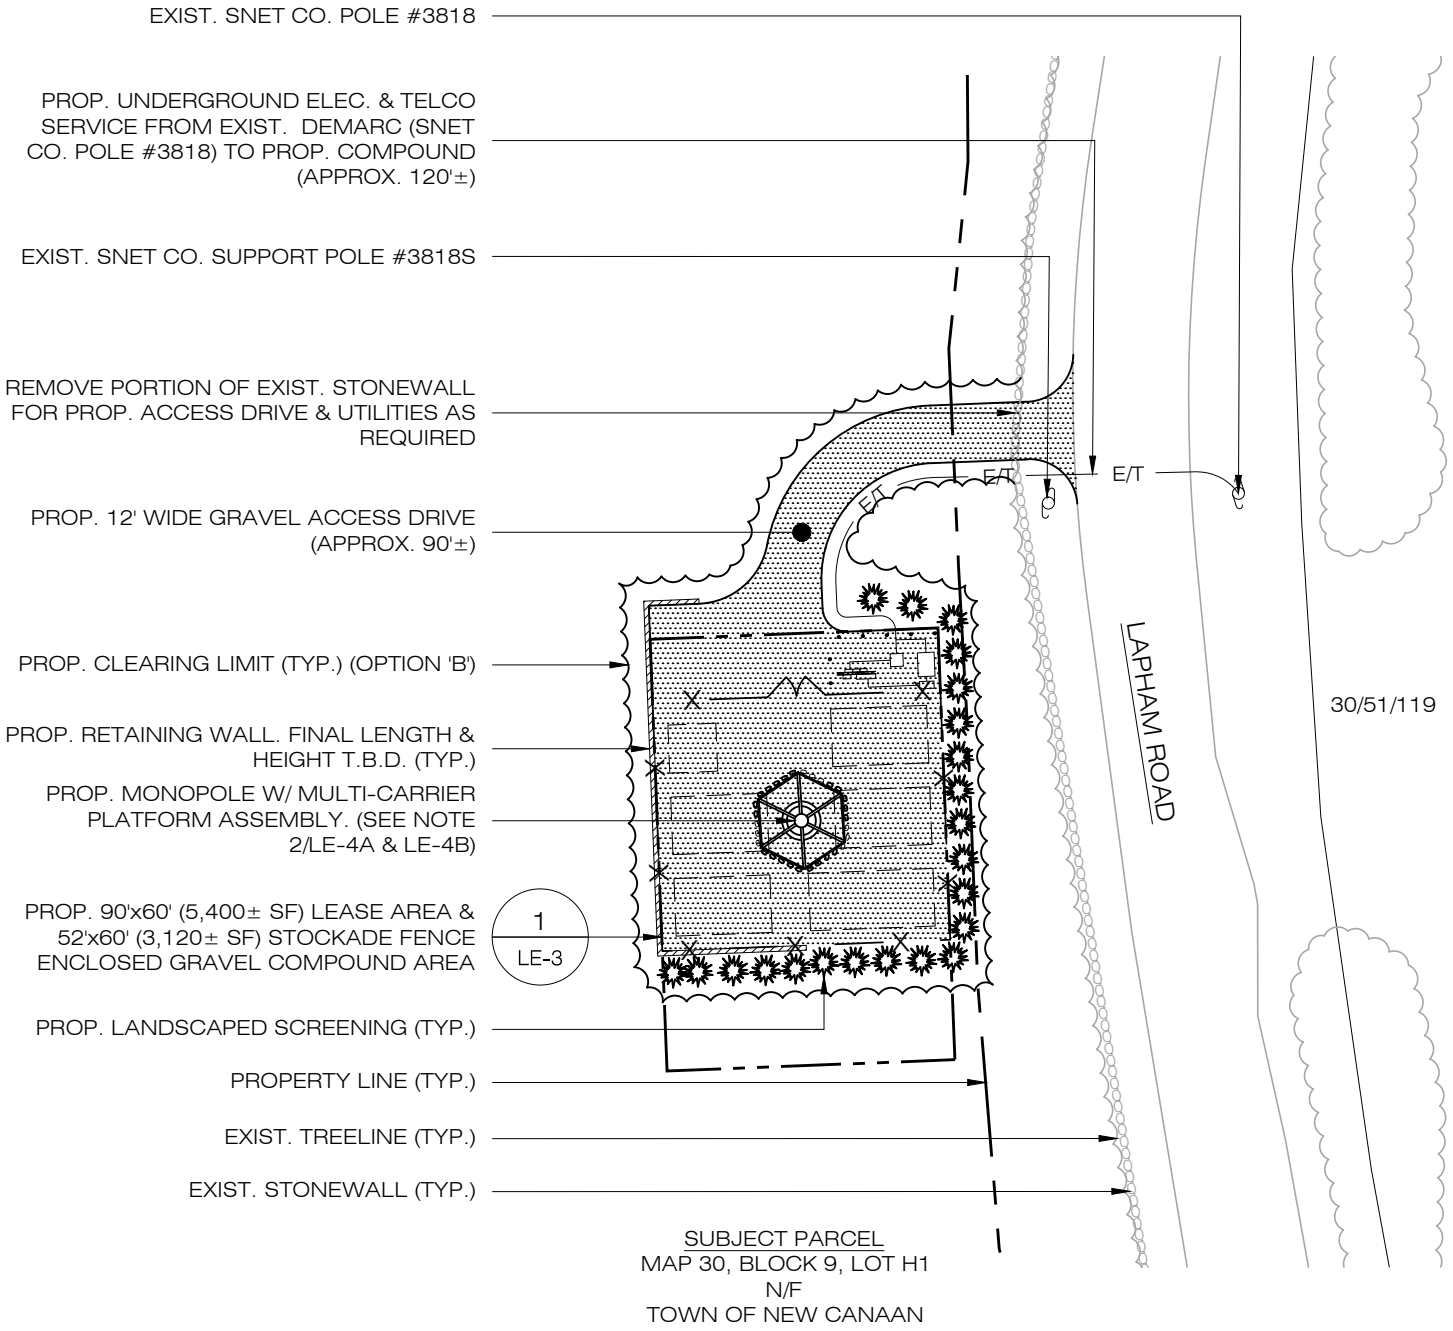 EXIST. SNET CO. POLE #3818
PROP. UNDERGROUND ELEC. & TELCO
SERVICE FROM EXIST. DEMARC (SNET
CO. POLE #3818) TO PROP. COMPOUND
(APPROX. 120'±)
EXIST. SNET CO. SUPPORT POLE #3818S
REMOVE PORTION OF EXIST. STONEWALL
FOR PROP. ACCESS DRIVE & UTILITIES AS
REQUIRED
E/T
E/T
E/T
PROP. 12' WIDE GRAVEL ACCESS DRIVE
(APPROX. 90'±)
PROP. CLEARING LIMIT (TYP.) (OPTION 'B')
LAPHAM ROAD
30/51/119
PROP. RETAINING WALL. FINAL LENGTH &
HEIGHT T.B.D. (TYP.)
PROP. MONOPOLE W/ MULTI-CARRIER
PLATFORM ASSEMBLY. (SEE NOTE
2/LE-4A & LE-4B)
PROP. 90'x60' (5,400± SF) LEASE AREA &
52'x60' (3,120± SF) STOCKADE FENCE
ENCLOSED GRAVEL COMPOUND AREA
1
LE-3
PROP. LANDSCAPED SCREENING (TYP.)
PROPERTY LINE (TYP.)
EXIST. TREELINE (TYP.)
EXIST. STONEWALL (TYP.)
SUBJECT PARCEL
MAP 30, BLOCK 9, LOT H1
N/F
TOWN OF NEW CANAAN